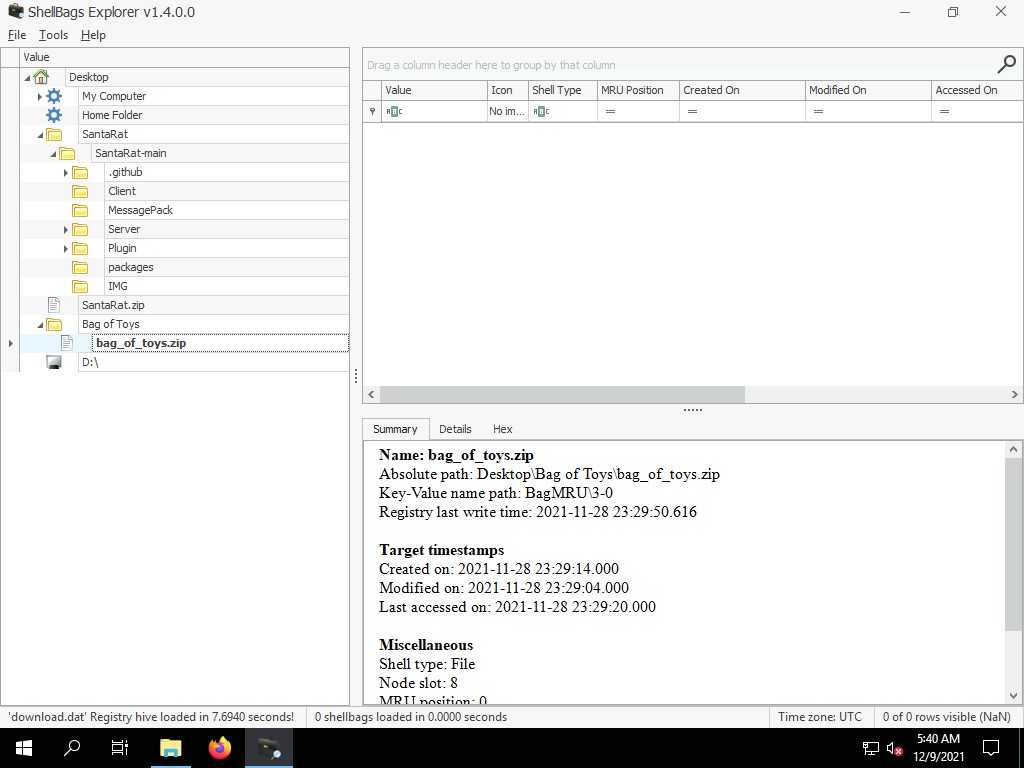 ShellBags Explorer v1.4.0.0
File Tools Help
Value
Desktop
My Computer
Home Folder
SantaRat
SantaRat-main
.github
Client
MessagePack
Server
Plugin
packages
IMG
SantaRat.zip
Bag of Toys
bag_of_toys.zip
D:\
Drag a column header here to group by that column
Value Icon Shell Type MRU Position Created On Modified On Accessed On
ABC No im... ABC = = = =
Summary Details Hex
Name: bag_of_toys.zip
Absolute path: Desktop\Bag of Toys\bag_of_toys.zip
Key-Value name path: BagMRU\3-0
Registry last write time: 2021-11-28 23:29:50.616
Target timestamps
Created on: 2021-11-28 23:29:14.000
Modified on: 2021-11-28 23:29:04.000
Last accessed on: 2021-11-28 23:29:20.000
Miscellaneous
Shell type: File
Node slot: 8
MRU position: 0
'download.dat' Registry hive loaded in 7.6940 seconds! 0 shellbags loaded in 0.0000 seconds Time zone: UTC 0 of 0 rows visible (NaN)
5:40 AM
12/9/2021